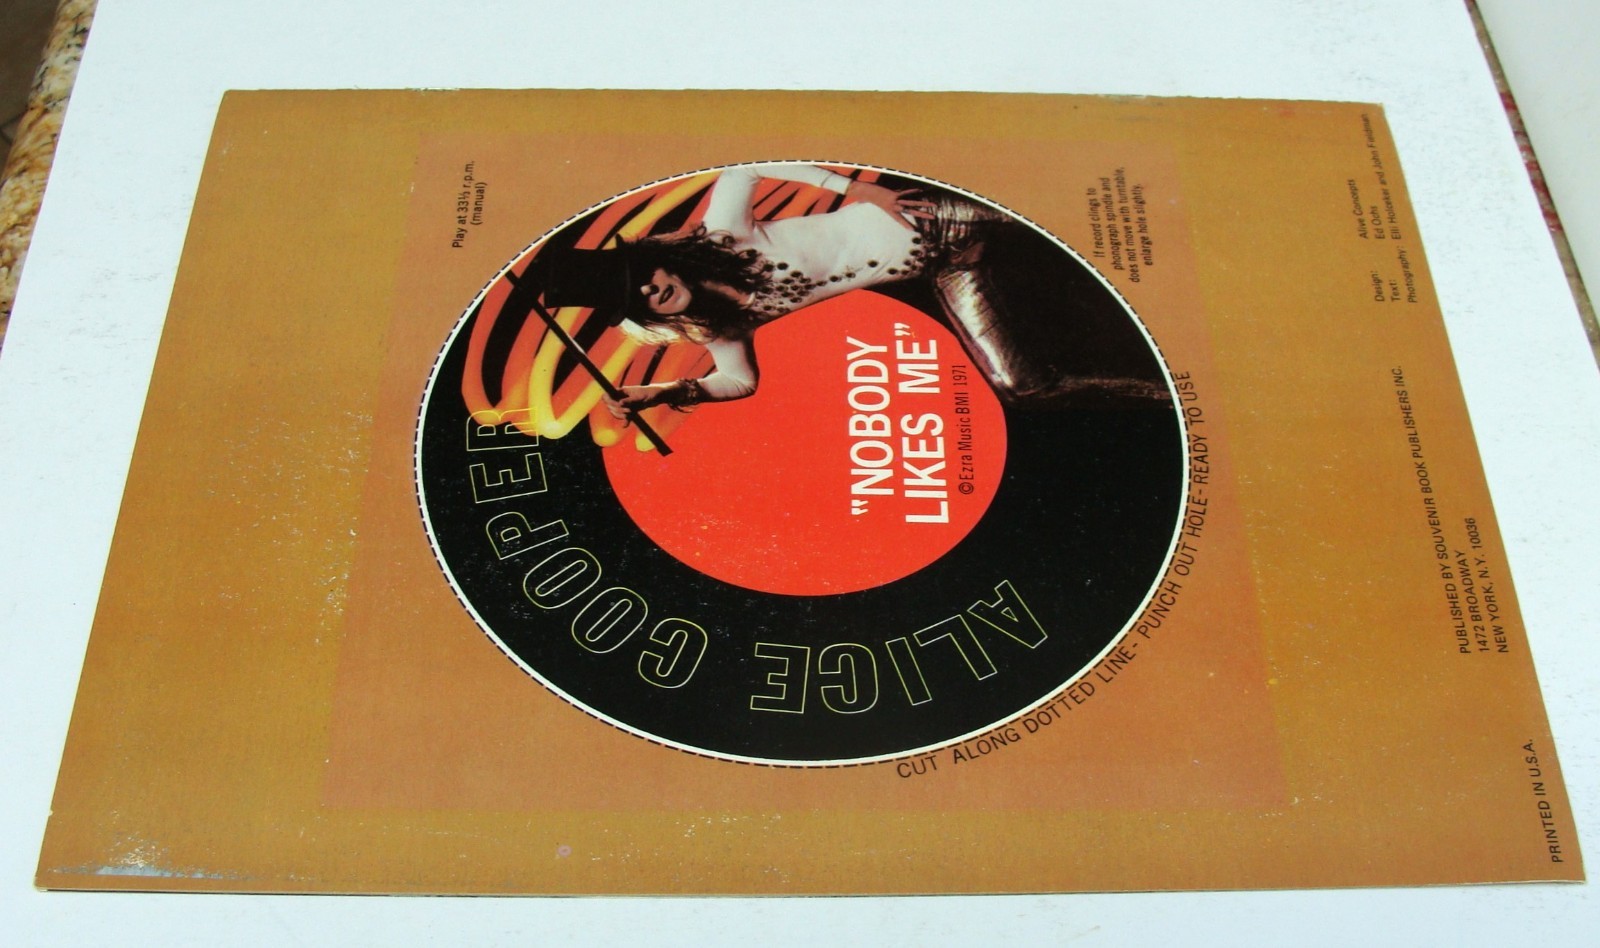 Play at 33⅓ r.p.m.
(manual)
ALICE COOPER
"NOBODY
LIKES ME"
©Ezra Music BMI 1971
If record clings to
phonograph spindle and
does not move with turntable,
enlarge hole slightly.
CUT ALONG DOTTED LINE- PUNCH OUT HOLE- READY TO USE
Design: Alive Concepts
Text: Ed Ochs
Photography: Elli and John
PUBLISHED BY SOUVENIR BOOK PUBLISHERS INC.
1472 BROADWAY
NEW YORK, N.Y. 10036
PRINTED IN U.S.A.